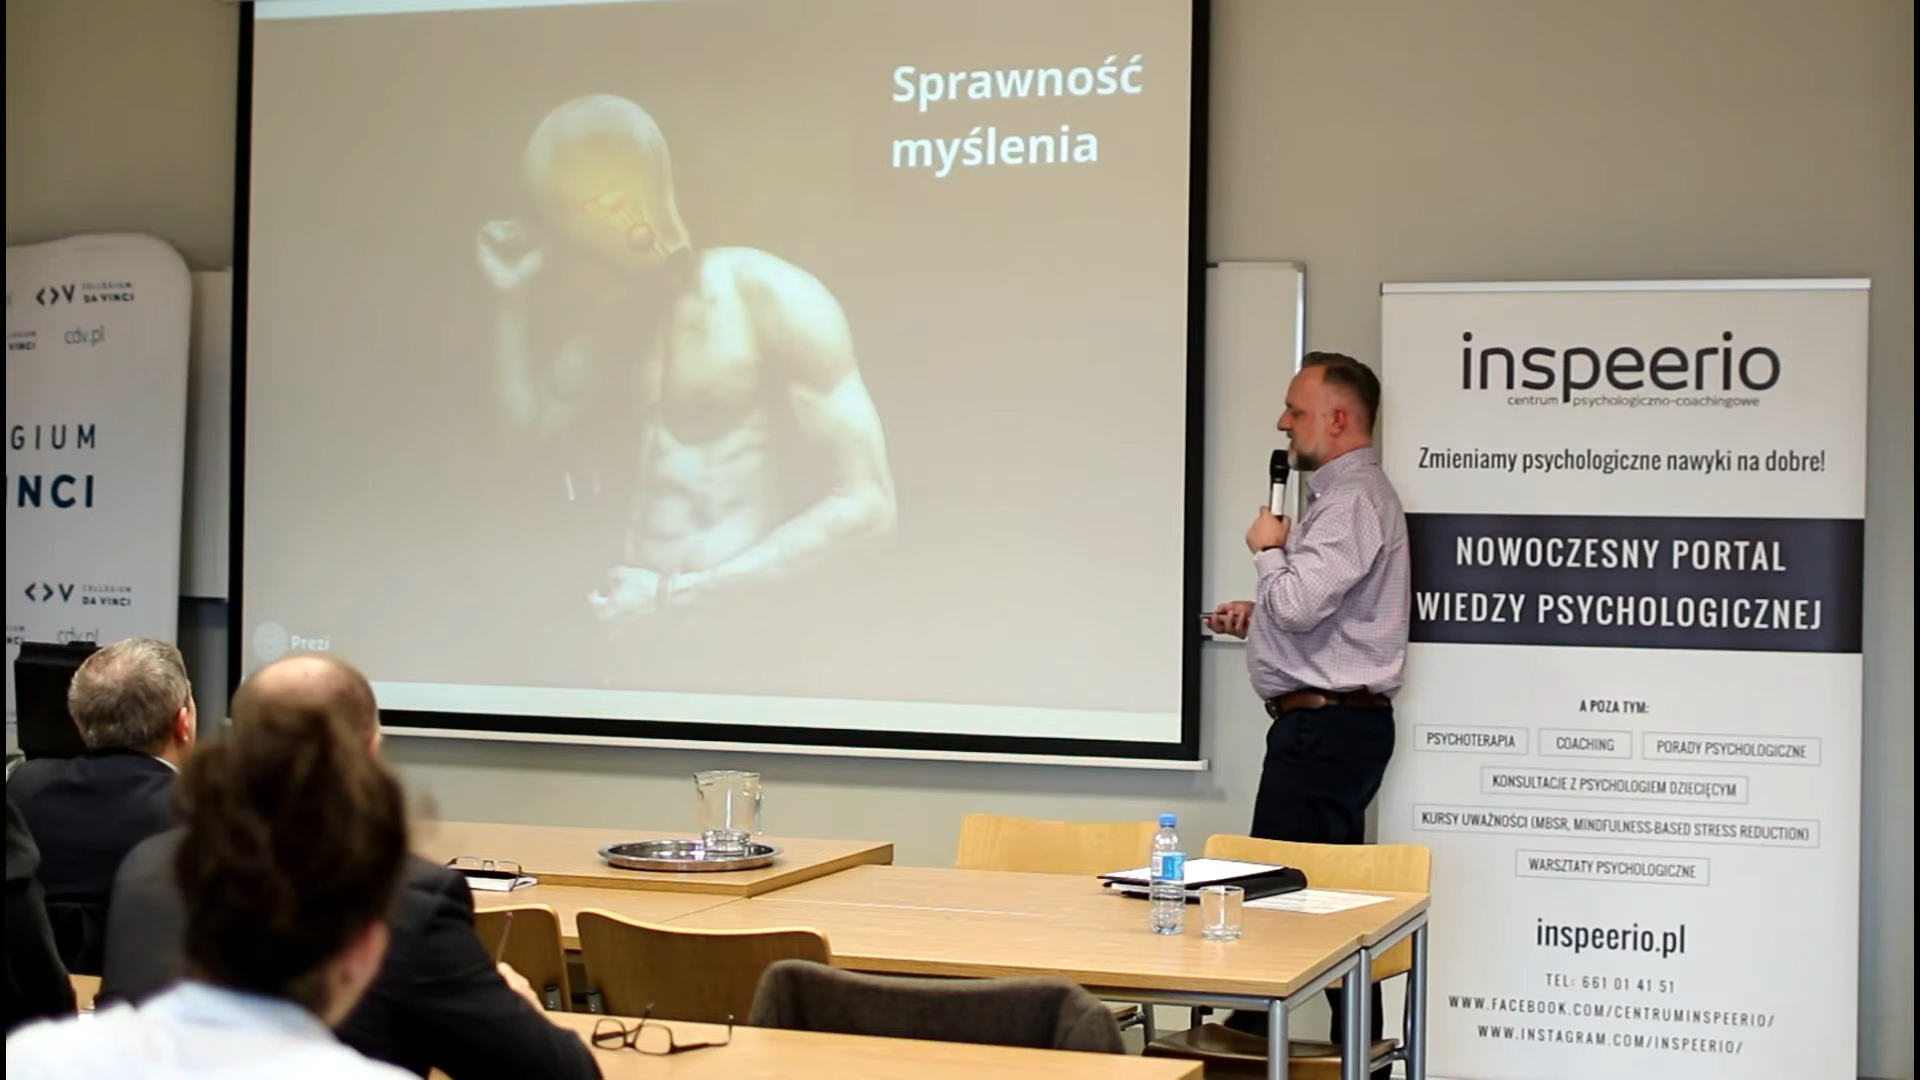 Sprawność
myślenia
Prezi
COLLEGIUM
DA VINCI
cdv.pl
GIUM
NCI
COLLEGIUM
DA VINCI
cdv.pl
inspeerio
centrum psychologiczno-coachingowe
Zmieniamy psychologiczne nawyki na dobre!
NOWOCZESNY PORTAL
WIEDZY PSYCHOLOGICZNEJ
A POZA TYM:
PSYCHOTERAPIA COACHING PORADY PSYCHOLOGICZNE
KONSULTACJE Z PSYCHOLOGIEM DZIECIĘCYM
KURSY UWAŻNOŚCI (MBSR, MINDFULNESS-BASED STRESS REDUCTION)
WARSZTATY PSYCHOLOGICZNE
inspeerio.pl
TEL: 661 01 41 51
WWW.FACEBOOK.COM/CENTRUMINSPEERIO/
WWW.INSTAGRAM.COM/INSPEERIO/